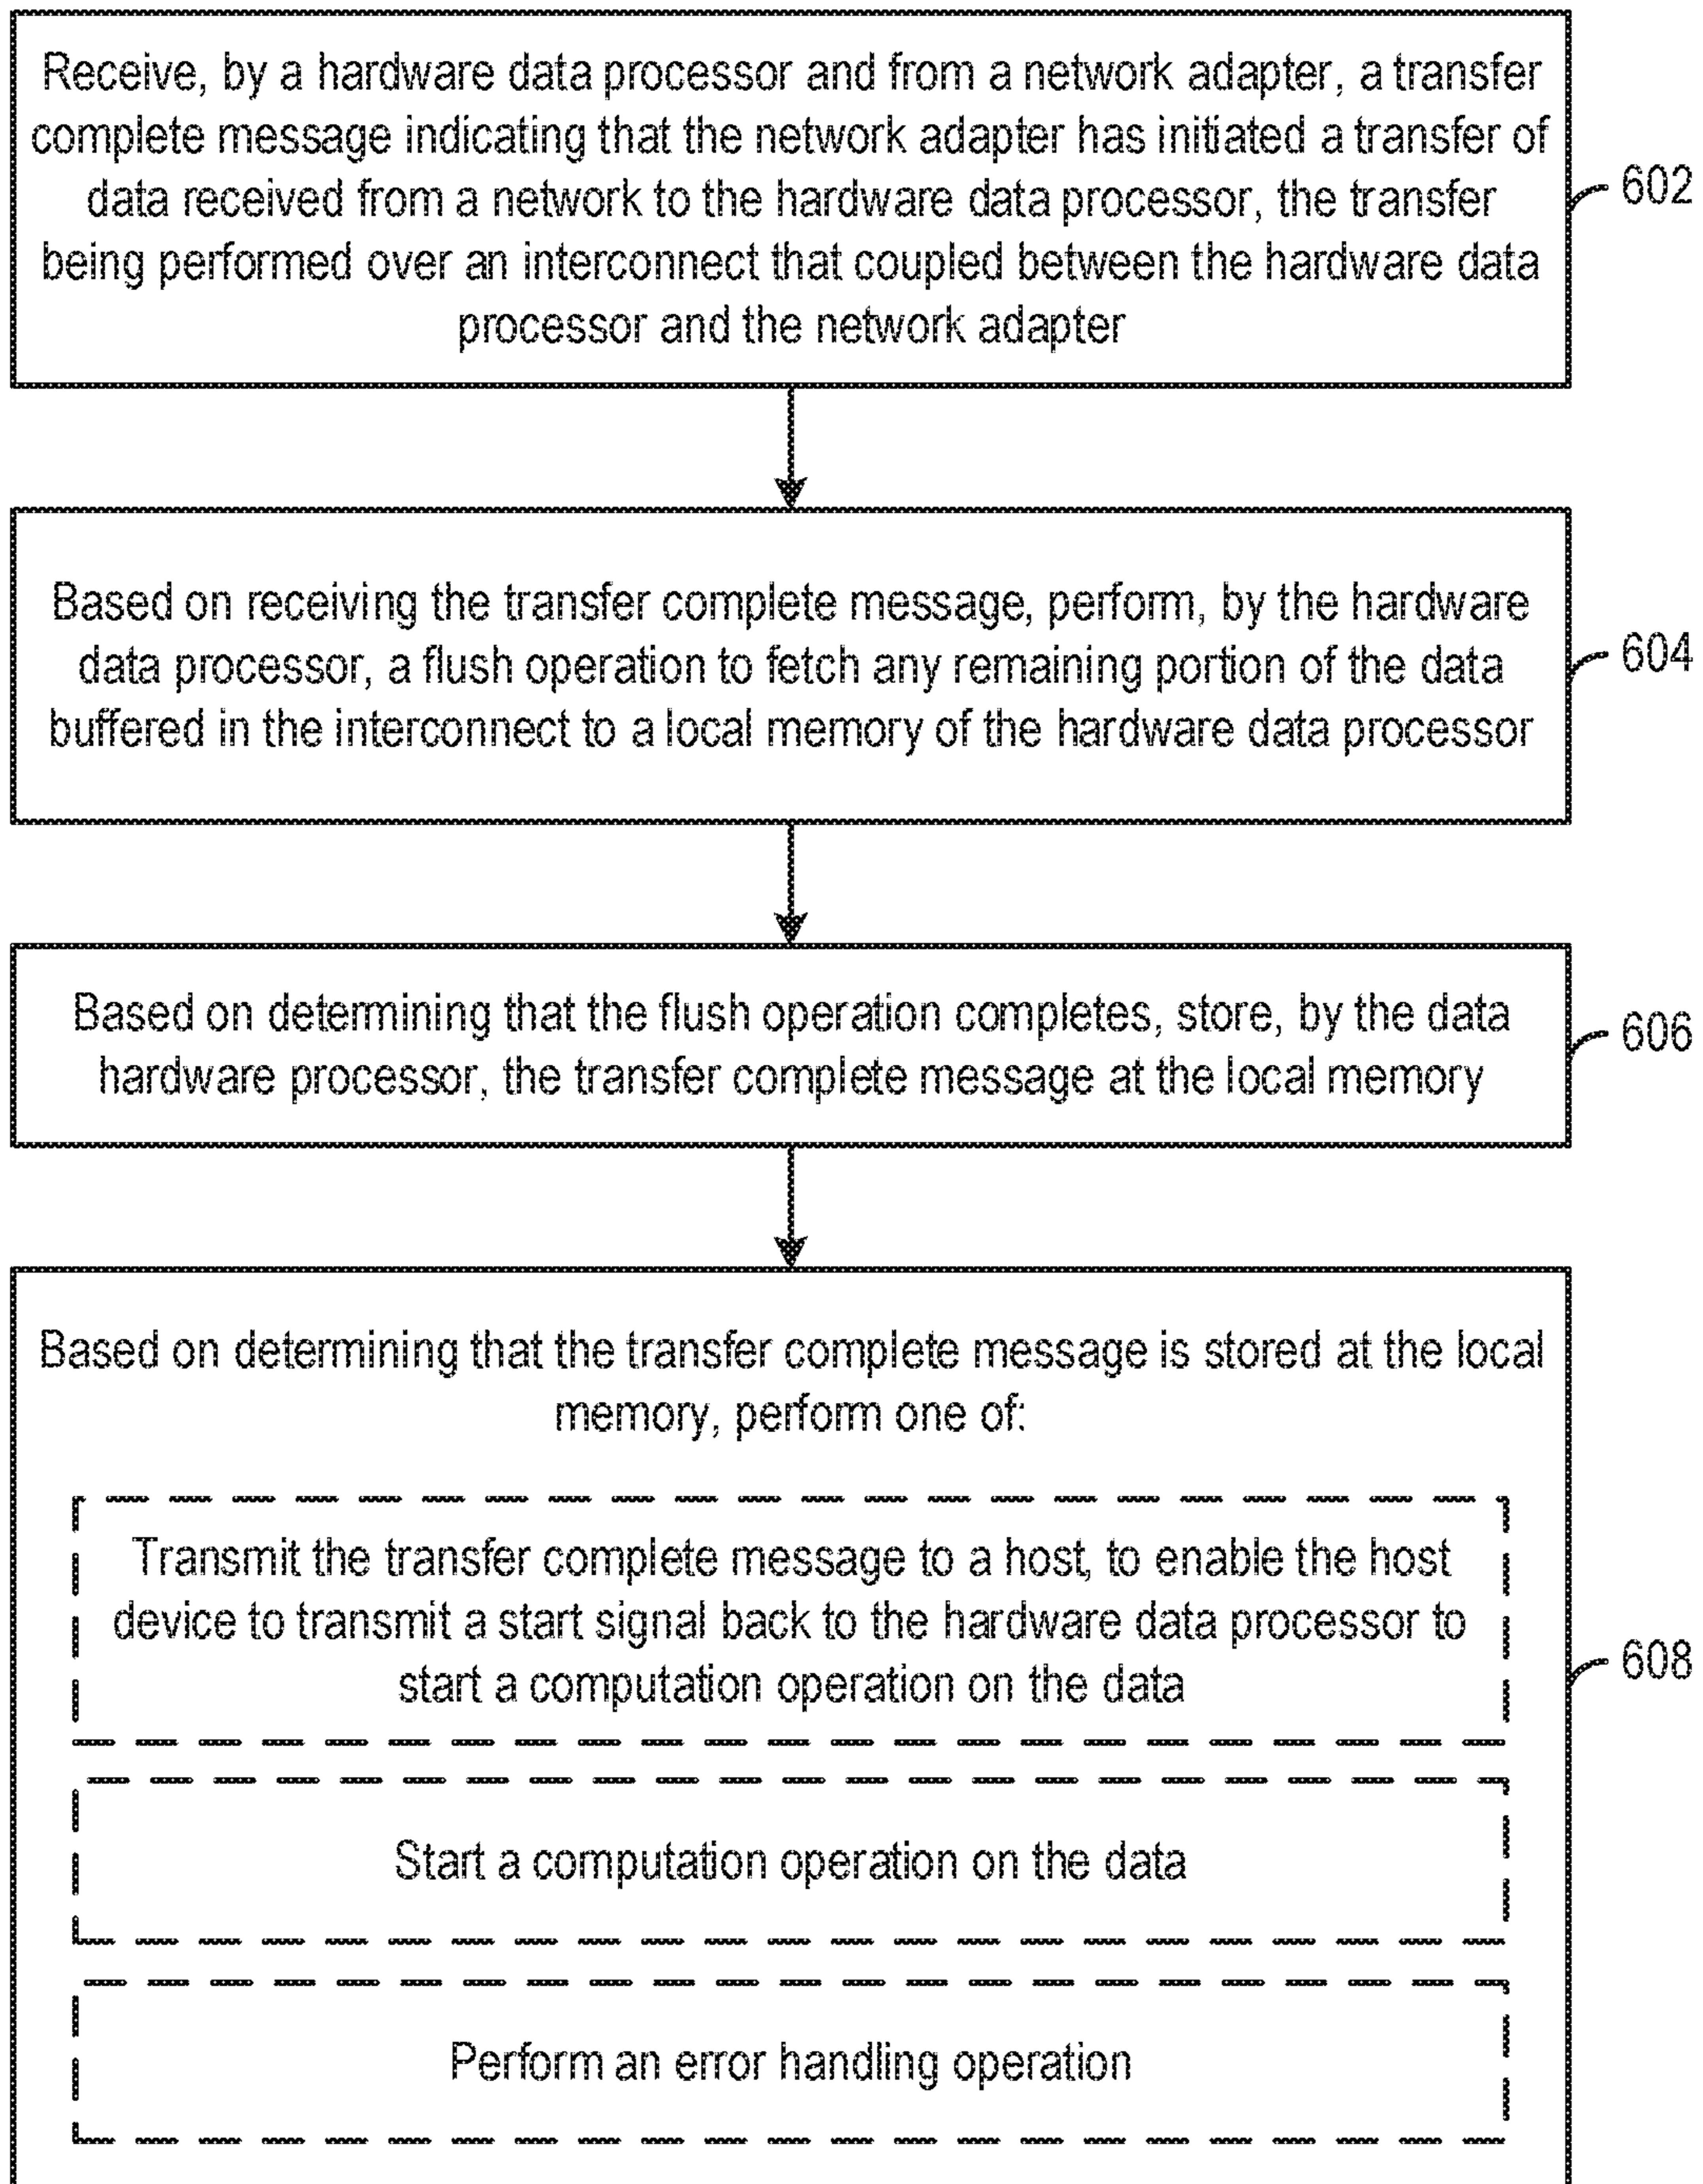 Receive, by a hardware data processor and from a network adapter, a transfer
complete message indicating that the network adapter has initiated a transfer of
data received from a network to the hardware data processor, the transfer
being performed over an interconnect that coupled between the hardware data
processor and the network adapter
602
Based on receiving the transfer complete message, perform, by the hardware
data processor, a flush operation to fetch any remaining portion of the data
buffered in the interconnect to a local memory of the hardware data processor
604
Based on determining that the flush operation completes, store, by the data
hardware processor, the transfer complete message at the local memory
606
Based on determining that the transfer complete message is stored at the local
memory, perform one of:
Transmit the transfer complete message to a host, to enable the host
device to transmit a start signal back to the hardware data processor to
start a computation operation on the data
608
Start a computation operation on the data
Perform an error handling operation